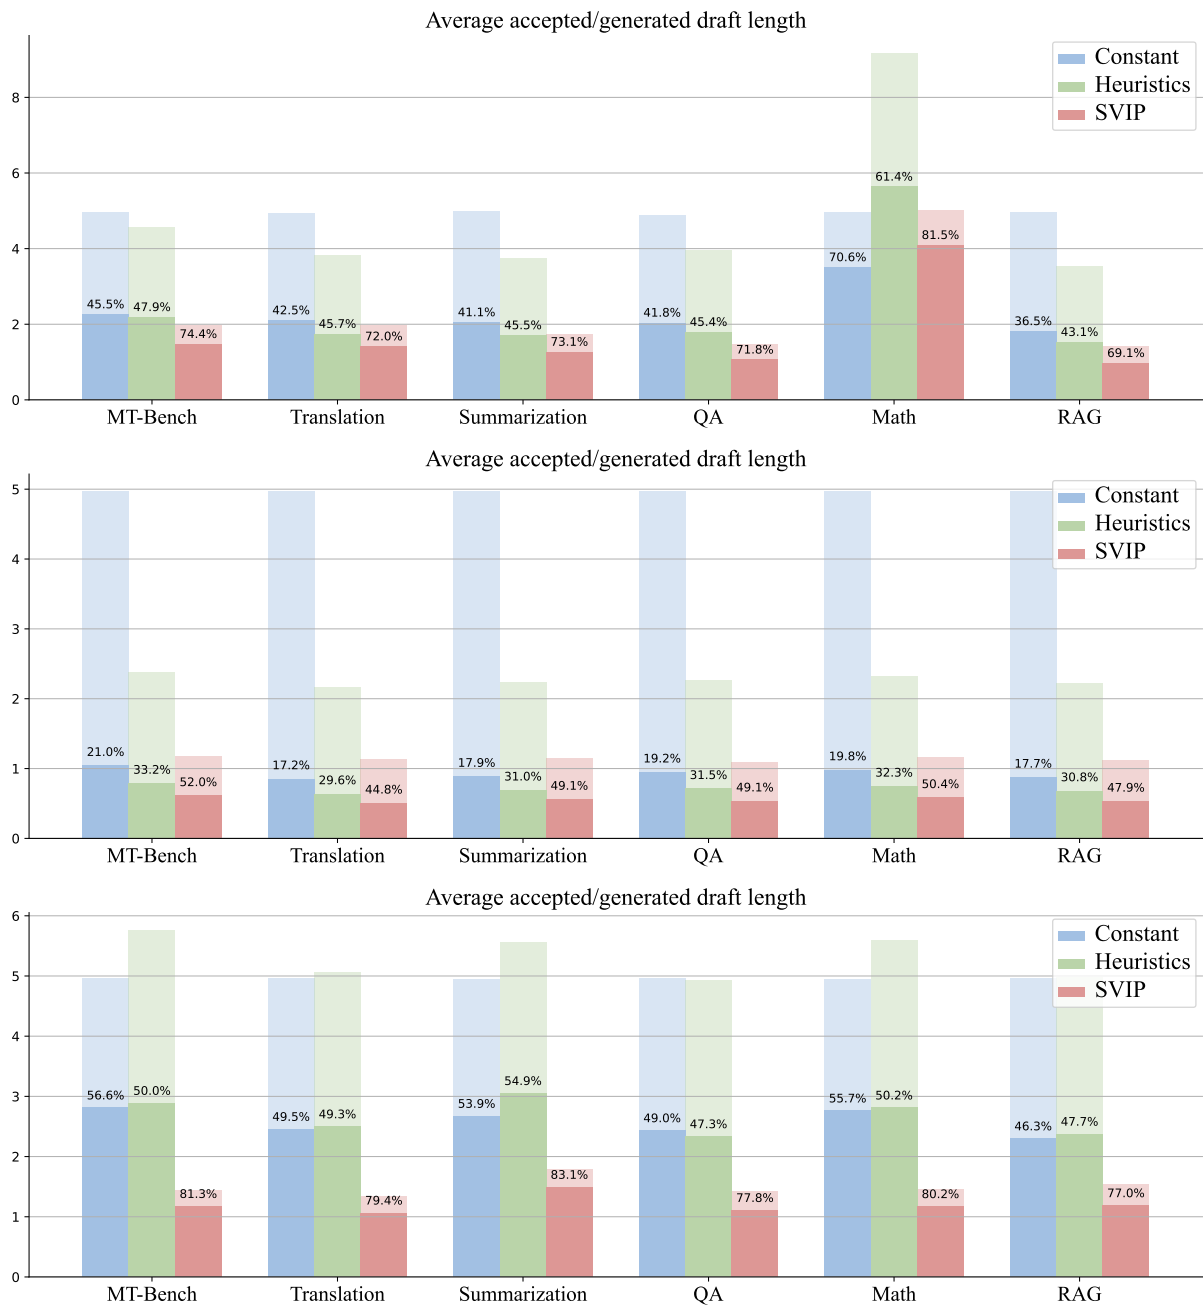 Average accepted/generated draft length
Constant
Heuristics
SVIP
8
6
4
2
0
45.5% 47.9% 74.4% 42.5% 45.7% 72.0% 41.1% 45.5% 73.1% 41.8% 45.4% 71.8% 70.6% 61.4% 81.5% 36.5% 43.1% 69.1%
MT-Bench Translation Summarization QA Math RAG
Average accepted/generated draft length
Constant
Heuristics
SVIP
5
4
3
2
1
0
21.0% 33.2% 52.0% 17.2% 29.6% 44.8% 17.9% 31.0% 49.1% 19.2% 31.5% 49.1% 19.8% 32.3% 50.4% 17.7% 30.8% 47.9%
MT-Bench Translation Summarization QA Math RAG
Average accepted/generated draft length
Constant
Heuristics
SVIP
6
5
4
3
2
1
0
56.6% 50.0% 81.3% 49.5% 49.3% 79.4% 53.9% 54.9% 83.1% 49.0% 47.3% 77.8% 55.7% 50.2% 80.2% 46.3% 47.7% 77.0%
MT-Bench Translation Summarization QA Math RAG